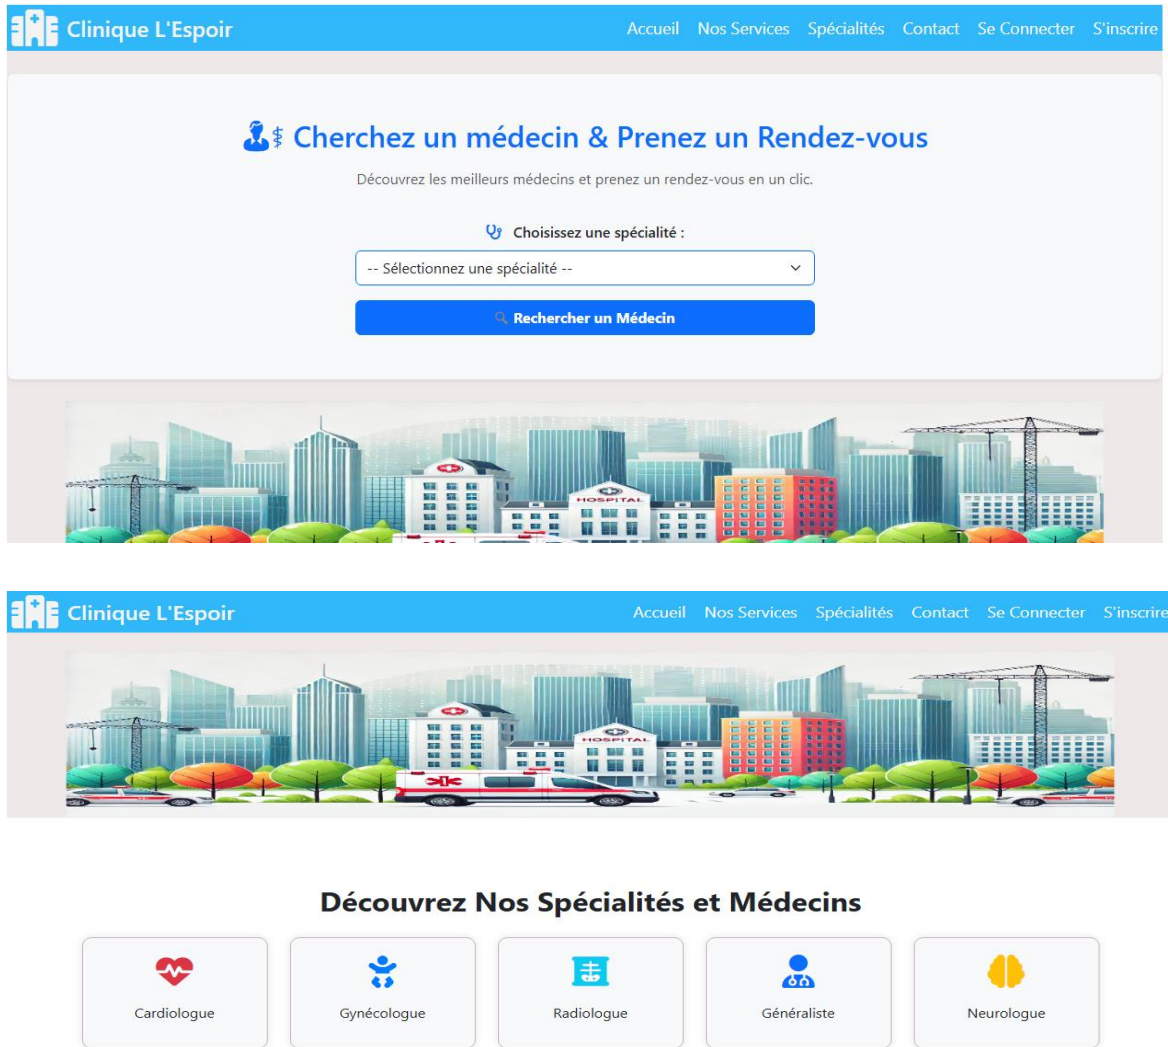 Clinique L'Espoir
Accueil Nos Services Spécialités Contact Se Connecter S'inscrire
Cherchez un médecin & Prenez un Rendez-vous
Découvrez les meilleurs médecins et prenez un rendez-vous en un clic.
Choisissez une spécialité :
-- Sélectionnez une spécialité --
Rechercher un Médecin
HOSPITAL
Clinique L'Espoir
Accueil Nos Services Spécialités Contact Se Connecter S'inscrire
HOSPITAL
Découvrez Nos Spécialités et Médecins
Cardiologue Gynécologue Radiologue Généraliste Neurologue